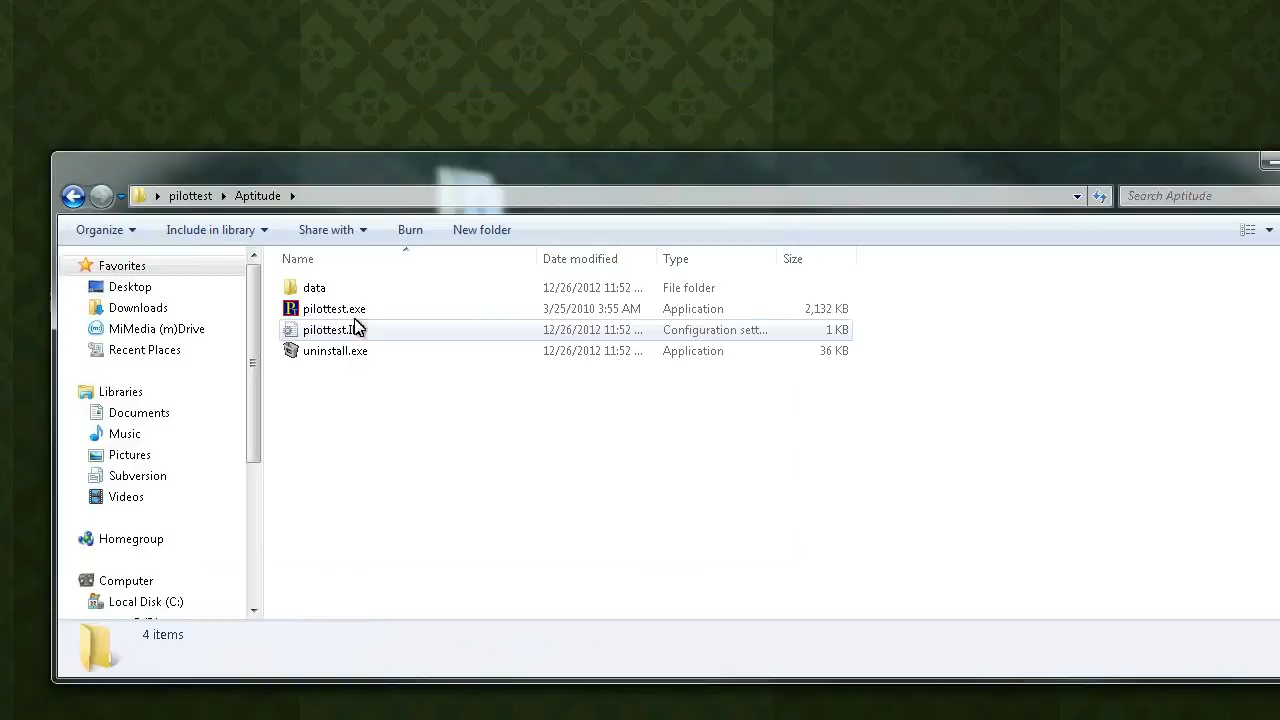 pilottest Aptitude Search Aptitude
Organize Include in library Share with Burn New folder
Name Date modified Type Size
Favorites
Desktop
Downloads
MiMedia (m)Drive
Recent Places
Libraries
Documents
Music
Pictures
Subversion
Videos
Homegroup
Computer
Local Disk (C:)
data 12/26/2012 11:52 ... File folder
pilottest.exe 3/25/2010 3:55 AM Application 2,132 KB
12/26/2012 11:52 ... Configuration sett... 1 KB
uninstall.exe 12/26/2012 11:52 ... Application 36 KB
4 items